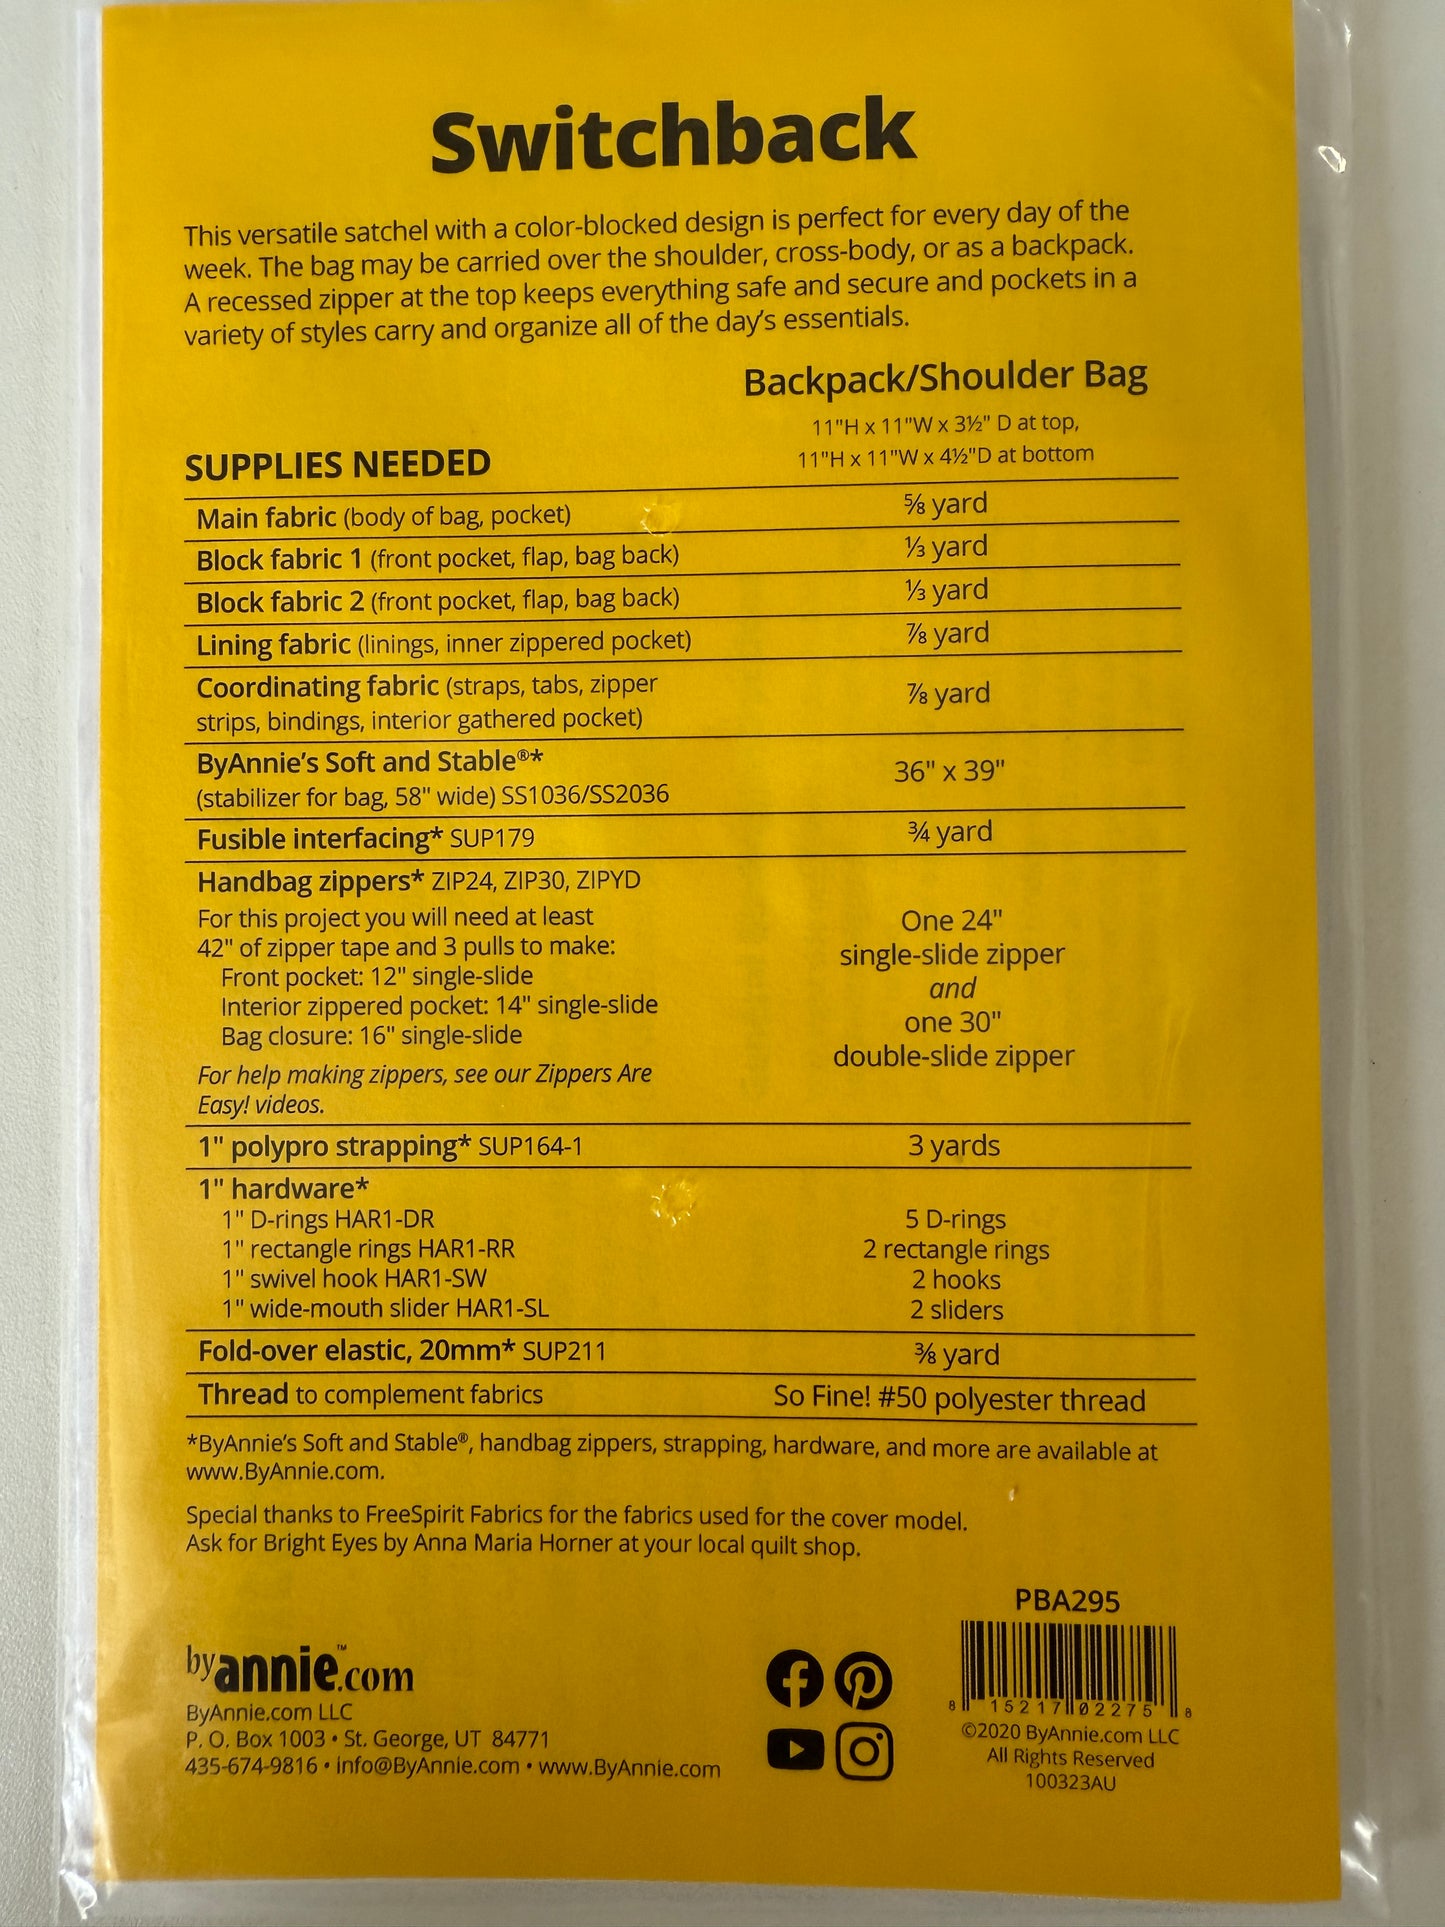 Switchback
This versatile satchel with a color-blocked design is perfect for every day of the
week. The bag may be carried over the shoulder, cross-body, or as a backpack.
A recessed zipper at the top keeps everything safe and secure and pockets in a
variety of styles carry and organize all of the day's essentials.
Backpack/Shoulder Bag
11"H x 11"W x 3½" D at top,
11"H x 11"W x 4½"D at bottom
SUPPLIES NEEDED
Main fabric (body of bag, pocket) ⅝ yard
Block fabric 1 (front pocket, flap, bag back) ⅓ yard
Block fabric 2 (front pocket, flap, bag back) ⅓ yard
Lining fabric (linings, inner zippered pocket) ⅞ yard
Coordinating fabric (straps, tabs, zipper
strips, bindings, interior gathered pocket) ⅞ yard
ByAnnie's Soft and Stable®*
(stabilizer for bag, 58" wide) SS1036/SS2036 36" x 39"
Fusible interfacing* SUP179 ¾ yard
Handbag zippers* ZIP24, ZIP30, ZIPYD
For this project you will need at least
42" of zipper tape and 3 pulls to make:
Front pocket: 12" single-slide
Interior zippered pocket: 14" single-slide
Bag closure: 16" single-slide
For help making zippers, see our Zippers Are
Easy! videos.
One 24"
single-slide zipper
and
one 30"
double-slide zipper
1" polypro strapping* SUP164-1 3 yards
1" hardware*
1" D-rings HAR1-DR 5 D-rings
1" rectangle rings HAR1-RR 2 rectangle rings
1" swivel hook HAR1-SW 2 hooks
1" wide-mouth slider HAR1-SL 2 sliders
Fold-over elastic, 20mm* SUP211 ⅜ yard
Thread to complement fabrics So Fine! #50 polyester thread
*ByAnnie's Soft and Stable®, handbag zippers, strapping, hardware, and more are available at
www.ByAnnie.com.
Special thanks to FreeSpirit Fabrics for the fabrics used for the cover model.
Ask for Bright Eyes by Anna Maria Horner at your local quilt shop.
byannie™.com
ByAnnie.com LLC
P. O. Box 1003 • St. George, UT 84771
435-674-9816 • info@ByAnnie.com • www.ByAnnie.com
PBA295
8 15217 02275 8
©2020 ByAnnie.com LLC
All Rights Reserved
100323AU